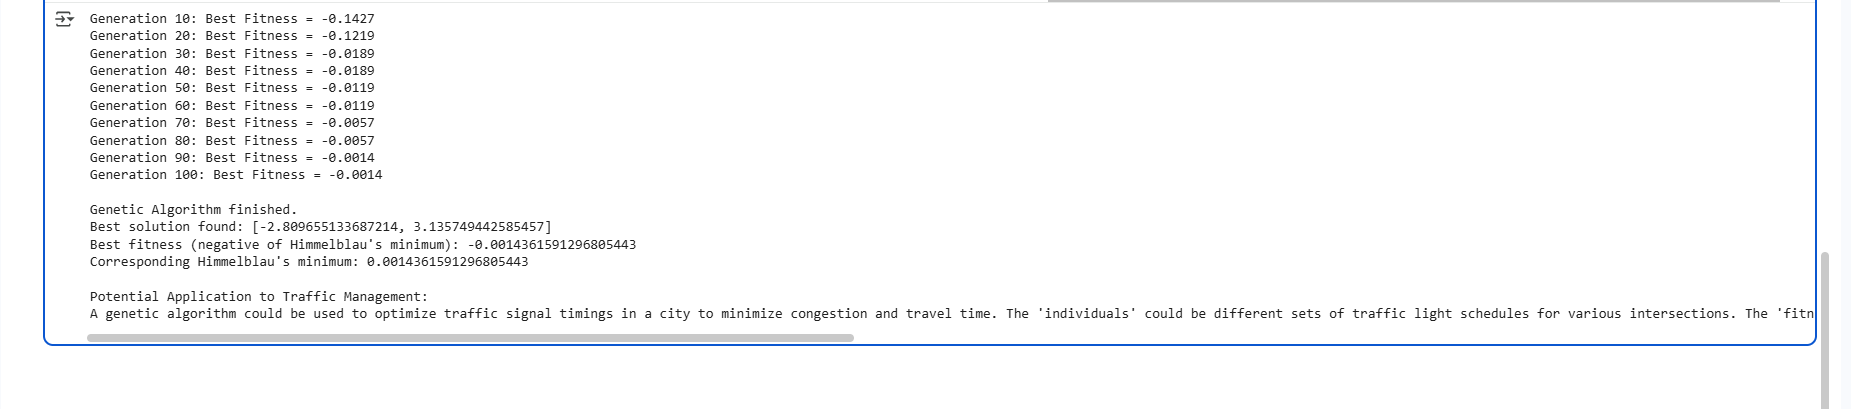 Generation 10: Best Fitness = -0.1427
Generation 20: Best Fitness = -0.1219
Generation 30: Best Fitness = -0.0189
Generation 40: Best Fitness = -0.0189
Generation 50: Best Fitness = -0.0119
Generation 60: Best Fitness = -0.0119
Generation 70: Best Fitness = -0.0057
Generation 80: Best Fitness = -0.0057
Generation 90: Best Fitness = -0.0014
Generation 100: Best Fitness = -0.0014
Genetic Algorithm finished.
Best solution found: [-2.809655133687214, 3.135749442585457]
Best fitness (negative of Himmelblau's minimum): -0.0014361591296805443
Corresponding Himmelblau's minimum: 0.0014361591296805443
Potential Application to Traffic Management:
A genetic algorithm could be used to optimize traffic signal timings in a city to minimize congestion and travel time. The 'individuals' could be different sets of traffic light schedules for various intersections. The 'fitn